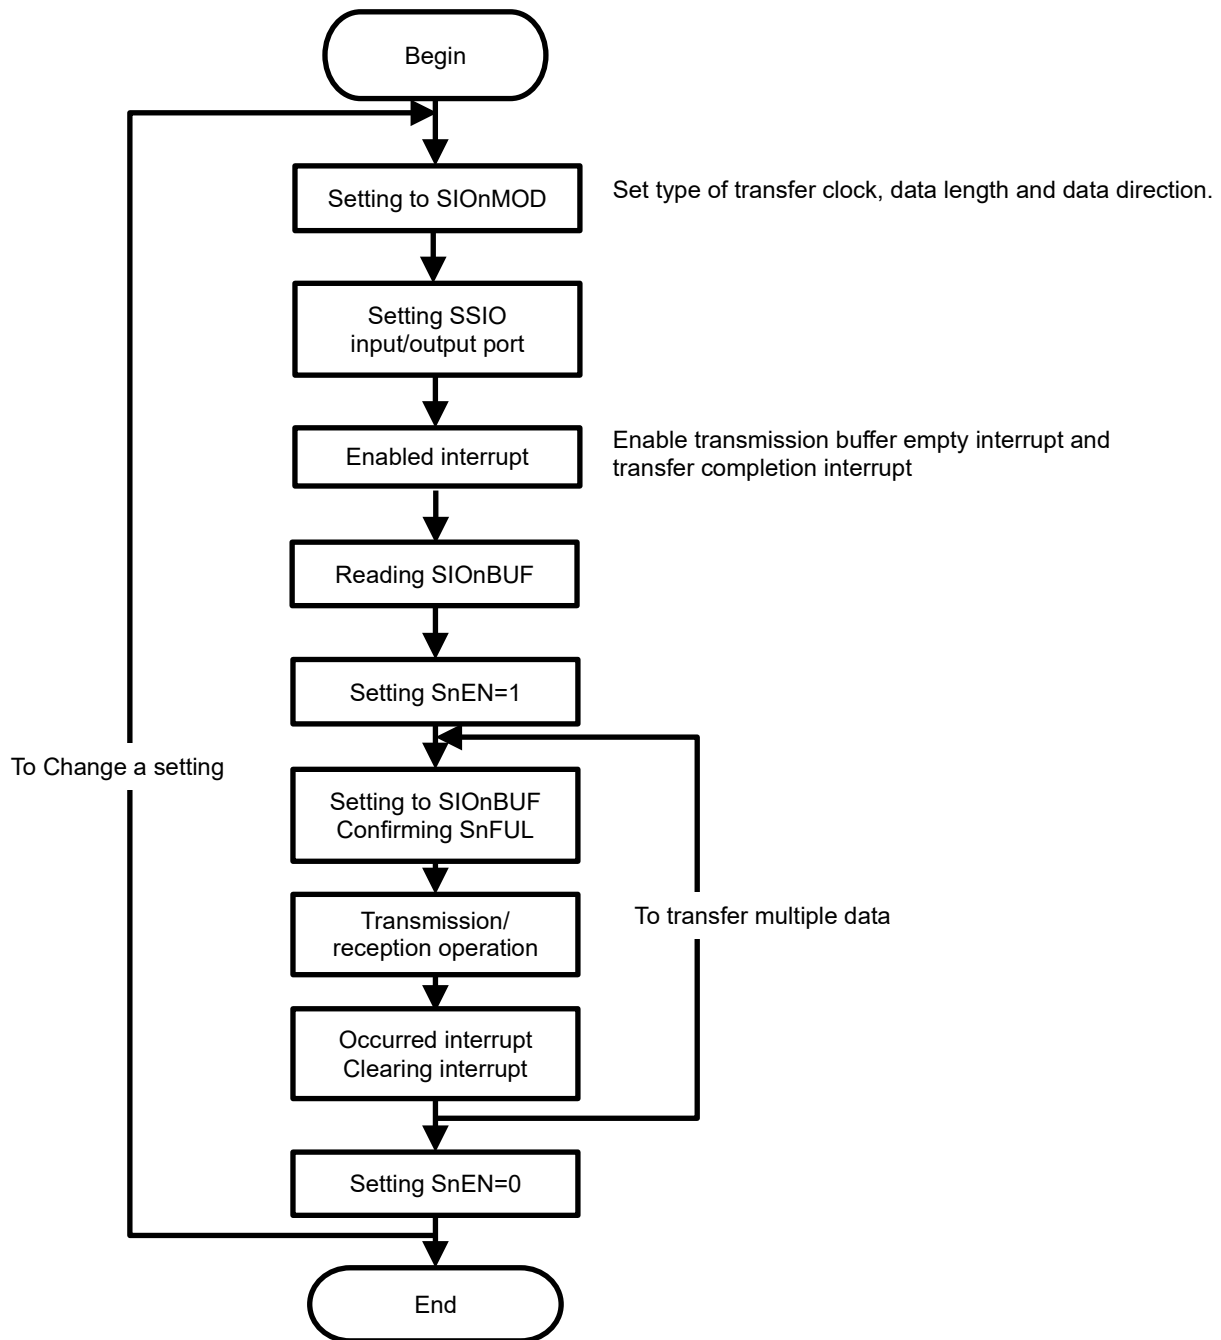 Begin
Setting to SIOnMOD
Set type of transfer clock, data length and data direction.
Setting SSIO
input/output port
Enabled interrupt
Enable transmission buffer empty interrupt and
transfer completion interrupt
Reading SIOnBUF
Setting SnEN=1
To Change a setting
Setting to SIOnBUF
Confirming SnFUL
Transmission/
reception operation
To transfer multiple data
Occurred interrupt
Clearing interrupt
Setting SnEN=0
End